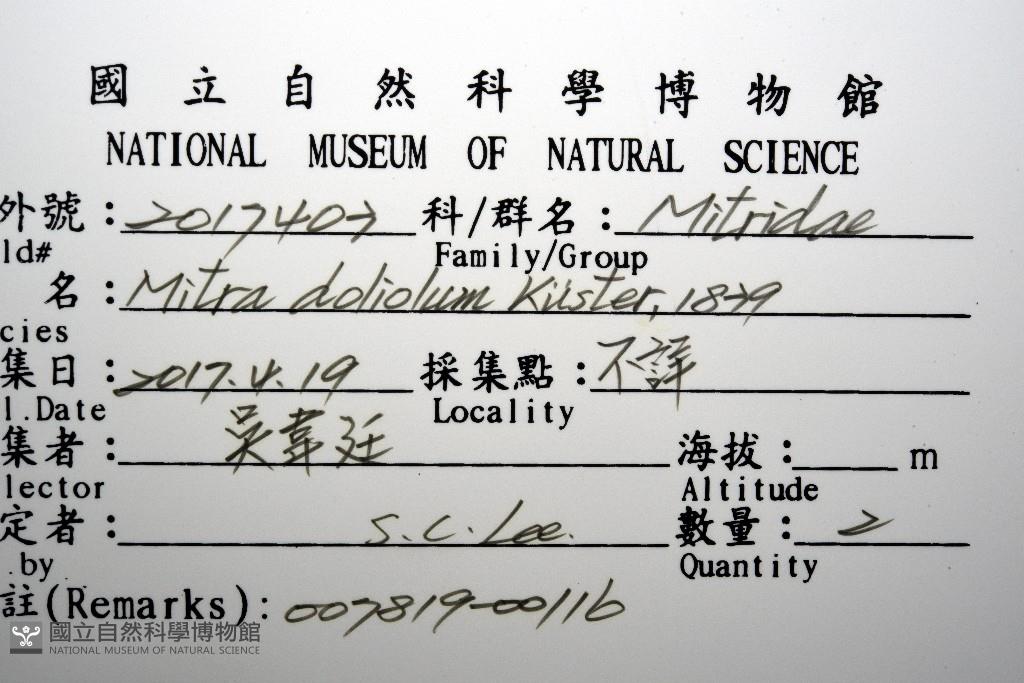 國立自然科學博物館
NATIONAL MUSEUM OF NATURAL SCIENCE
外號：2017407 科/群名：Mitridae
ld# Family/Group
名：Mitra doliolum Küster, 1839
cies
集日：2017.4.19 採集點：不詳
l.Date Locality
集者：吳韋廷 海拔： m
lector Altitude
定者：S.C. Lee. 數量：2
.by Quantity
註(Remarks): 007819-00116
國立自然科學博物館
NATIONAL MUSEUM OF NATURAL SCIENCE